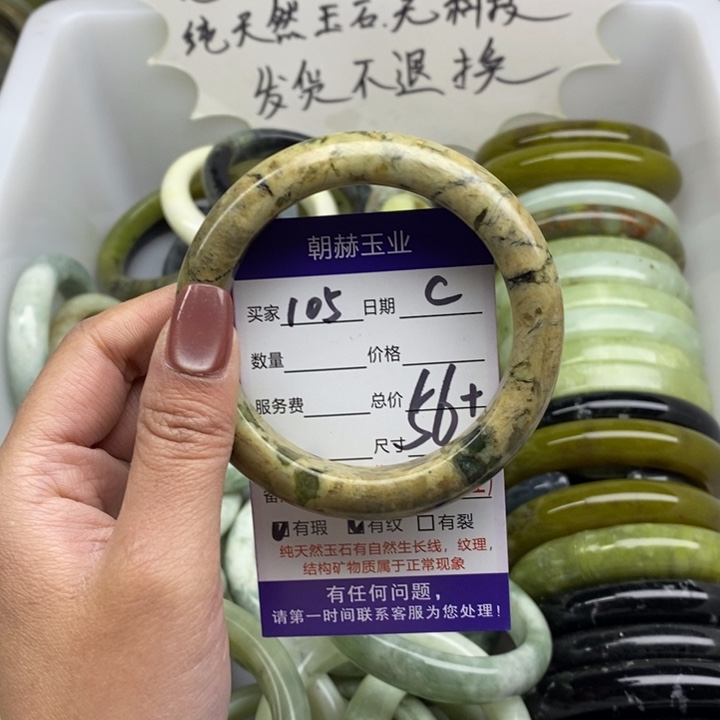 纯天然玉石.无科技
发货不退换
朝赫玉业
买家 105 日期 C
数量 价格
服务费 总价 56+
尺寸
有瑕 有纹 有裂
纯天然玉石有自然生长线，纹理，
结构矿物质属于正常现象
有任何问题，
请第一时间联系客服为您处理！